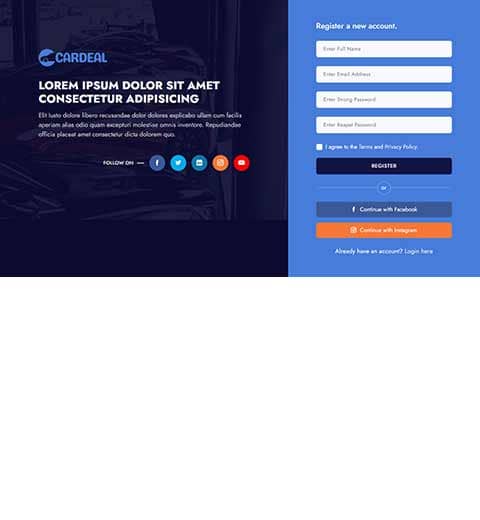 CARDEAL
LOREM IPSUM DOLOR SIT AMET
CONSECTETUR ADIPISICING
Elit Iusto dolore libero recusandae dolor dolores explicabo ullam cum facilis
aperiam alias odio quam excepturi molestiae omnis inventore. Repudiandae
officia placeat amet consectetur dicta dolorem quo.
FOLLOW ON
Register a new account.
Enter Full Name
Enter Email Address
Enter Strong Password
Enter Reapet Password
I agree to the Terms and Privacy Policy.
REGISTER
or
Continue with Facebook
Continue with Instagram
Already have an account? Login here